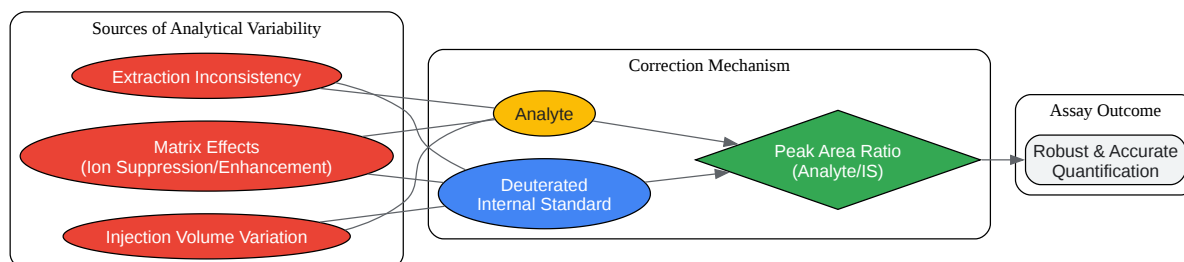 Sources of Analytical Variability
Extraction Inconsistency
Matrix Effects
(Ion Suppression/Enhancement)
Injection Volume Variation
Correction Mechanism
Analyte
Deuterated
Internal Standard
Peak Area Ratio
(Analyte/IS)
Assay Outcome
Robust & Accurate
Quantification